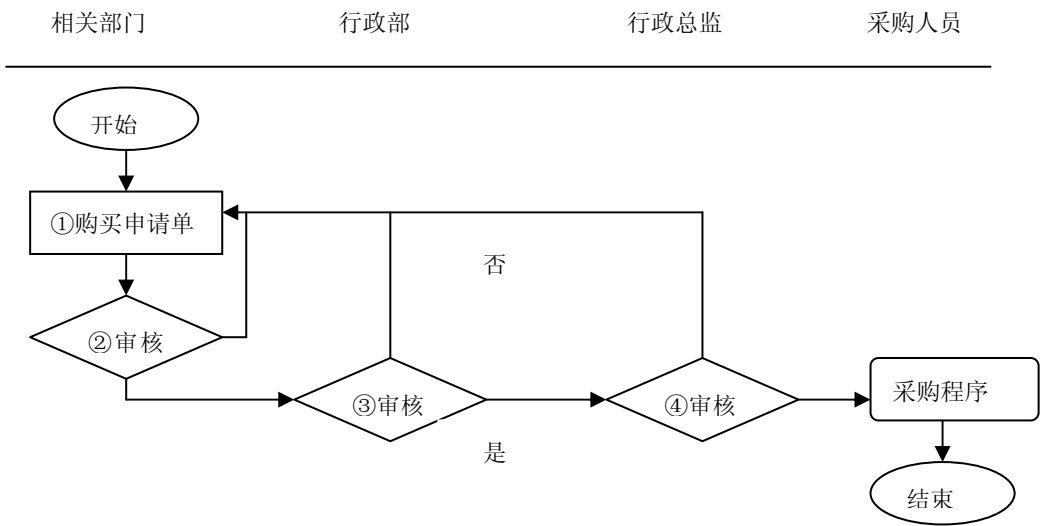 相关部门 行政部 行政总监 采购人员
开始
①购买申请单
否
②审核
采购程序
③审核
④审核
是
结束